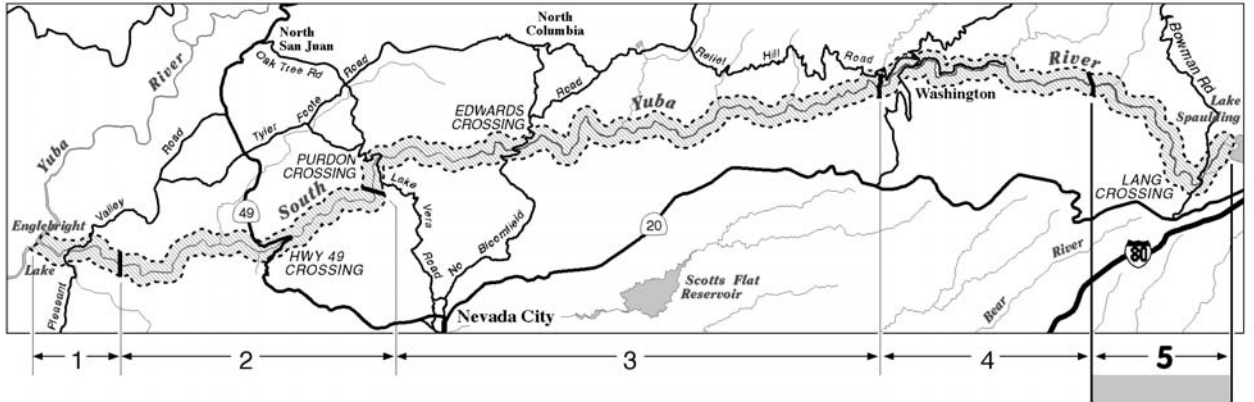 North
San Juan
Oak Tree Rd
Road
North
Columbia
Relief
Hill
Road
River
Bowman Rd
Lake
Spaulding
Yuba
River
Road
Tyler
Foote
EDWARDS
CROSSING
Road
Yuba
Washington
PURDON
CROSSING
Lake
Vera
Road
LANG
CROSSING
Valley
South
49
Englebright
Lake
HWY 49
CROSSING
No
Bloomfield
20
River
80
Pleasant
Scotts Flat
Reservoir
Bear
Nevada City
1
2
3
4
5